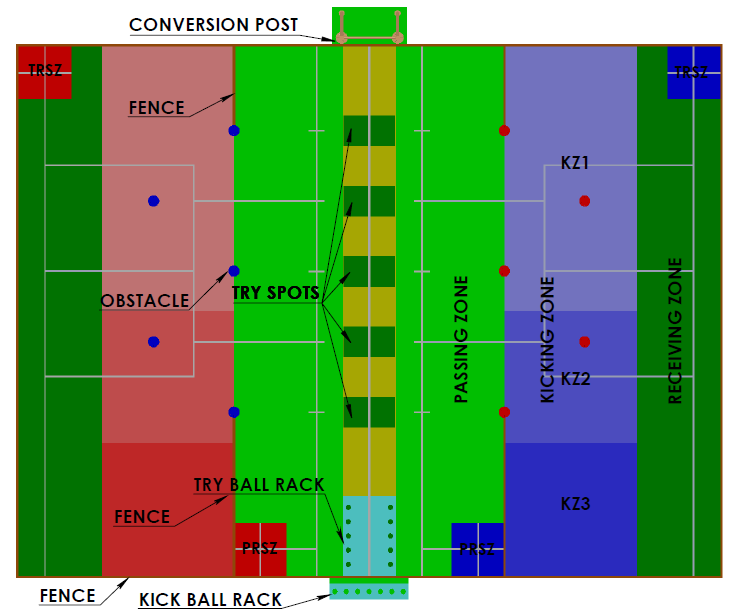 CONVERSION POST
TRSZ
TRSZ
FENCE
KZ1
OBSTACLE
TRY SPOTS
PASSING ZONE
KICKING ZONE
RECEIVING ZONE
KZ2
TRY BALL RACK
FENCE
KZ3
PRSZ
PRSZ
FENCE
KICK BALL RACK